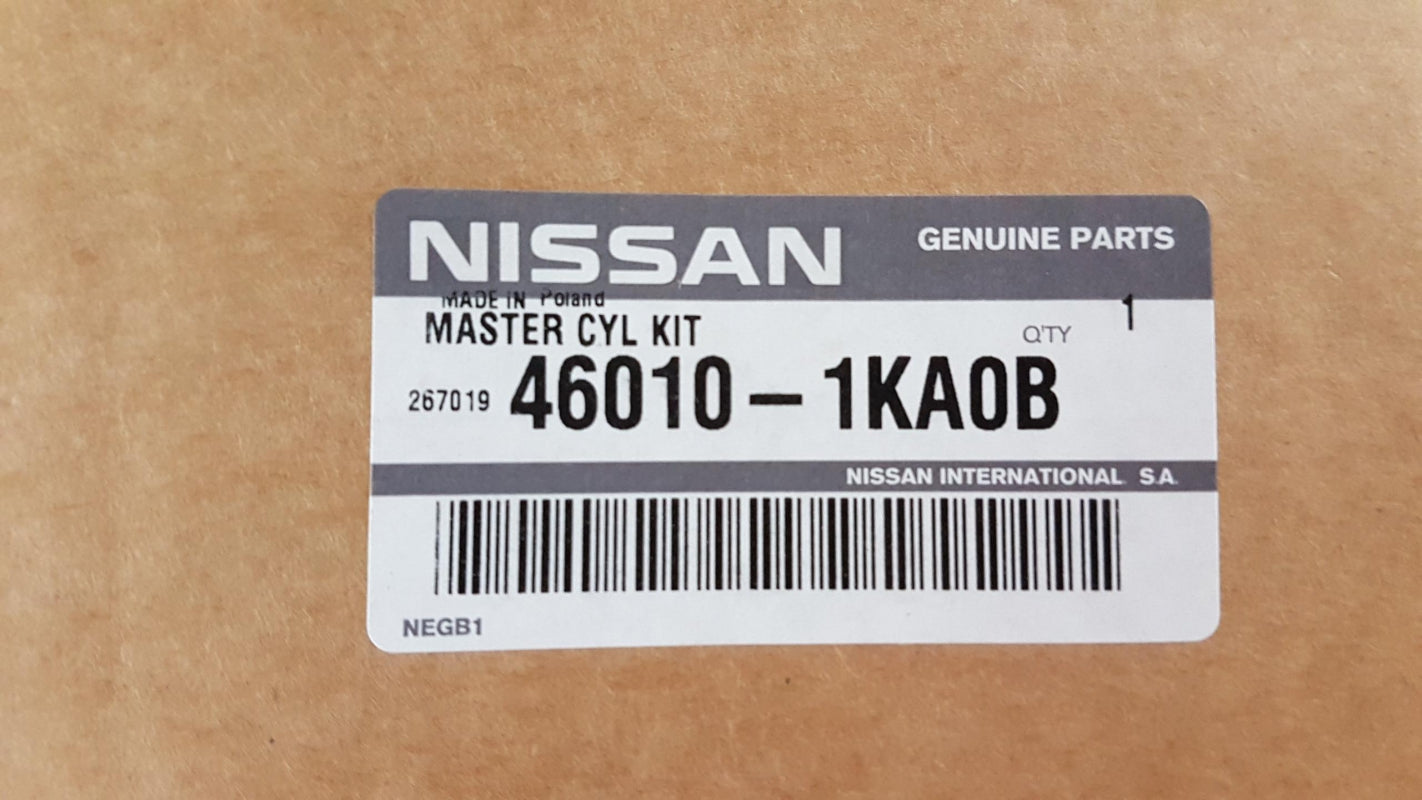 NISSAN GENUINE PARTS
MADE IN Poland
MASTER CYL KIT Q'TY 1
267019 46010-1KA0B
NISSAN INTERNATIONAL S.A.
NEGB1